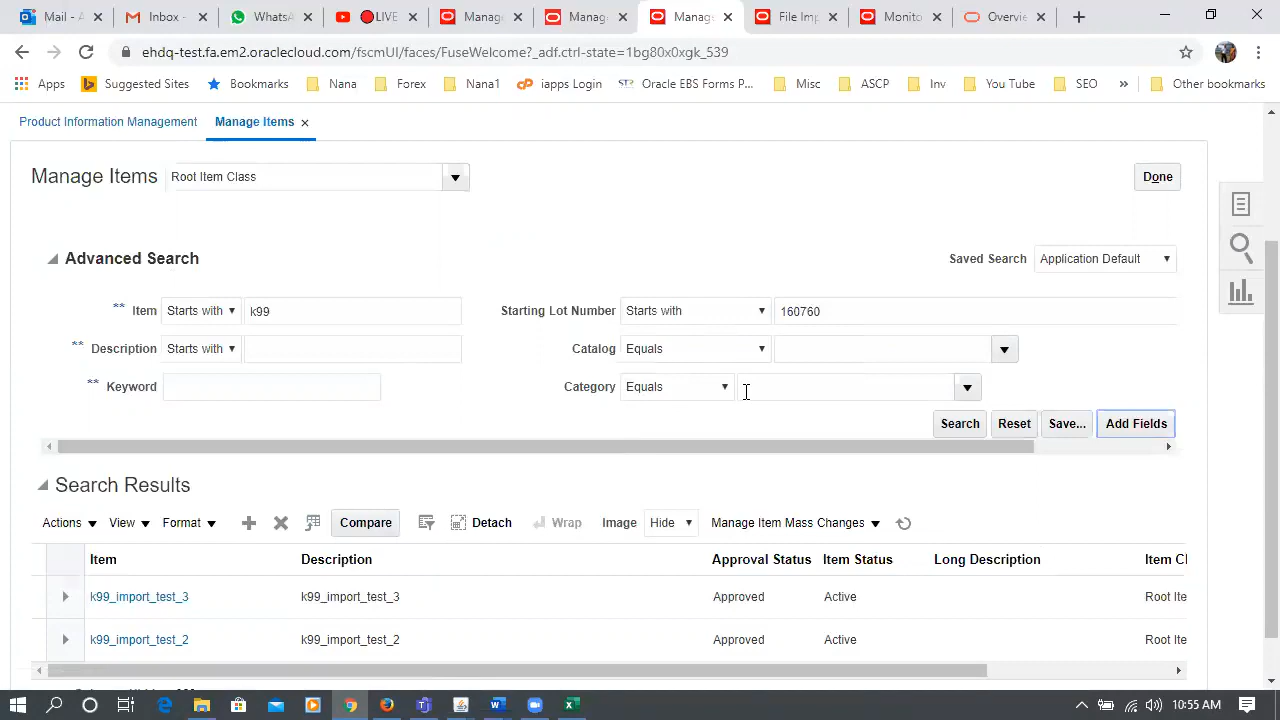 Mail - A
Inbox -
WhatsA
LIVE
Manage
Manage
Manage
File Imp
Monito
Overvie
ehdq-test.fa.em2.oraclecloud.com/fscmUI/faces/FuseWelcome?_adf.ctrl-state=1bg80x0xgk_539
Apps
Suggested Sites
Bookmarks
Nana
Forex
Nana1
iapps Login
Oracle EBS Forms P...
Misc
ASCP
Inv
You Tube
SEO
»
Other bookmarks
Product Information Management
Manage Items
Manage Items
Root Item Class
Done
Advanced Search
Saved Search
Application Default
** Item
Starts with
k99
Starting Lot Number
Starts with
160760
** Description
Starts with
Catalog
Equals
** Keyword
Category
Equals
Search
Reset
Save...
Add Fields
Search Results
Actions
View
Format
Compare
Detach
Wrap
Image
Hide
Manage Item Mass Changes
Item
Description
Approval Status
Item Status
Long Description
Item Cl
k99_import_test_3
k99_import_test_3
Approved
Active
Root Ite
k99_import_test_2
k99_import_test_2
Approved
Active
Root Ite
10:55 AM